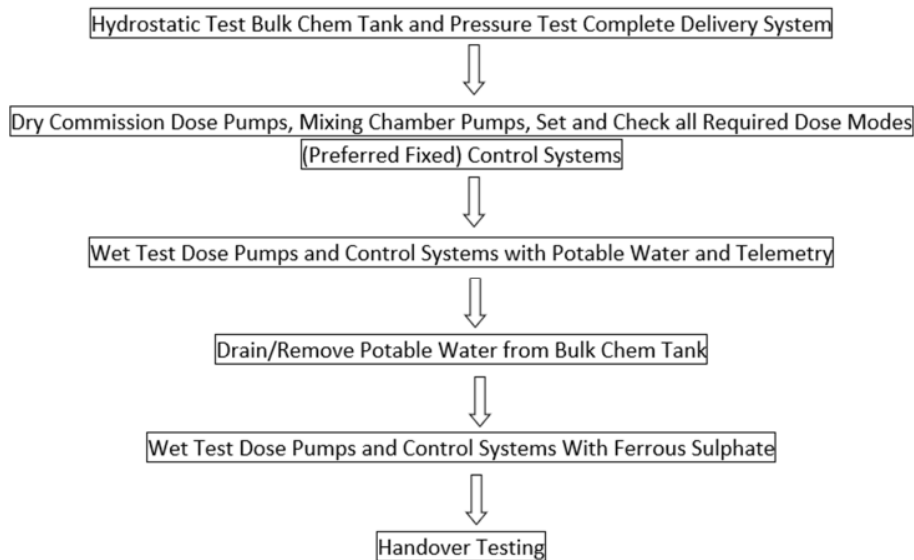 Hydrostatic Test Bulk Chem Tank and Pressure Test Complete Delivery System
Dry Commission Dose Pumps, Mixing Chamber Pumps, Set and Check all Required Dose Modes
(Preferred Fixed) Control Systems
Wet Test Dose Pumps and Control Systems with Potable Water and Telemetry
Drain/Remove Potable Water from Bulk Chem Tank
Wet Test Dose Pumps and Control Systems With Ferrous Sulphate
Handover Testing